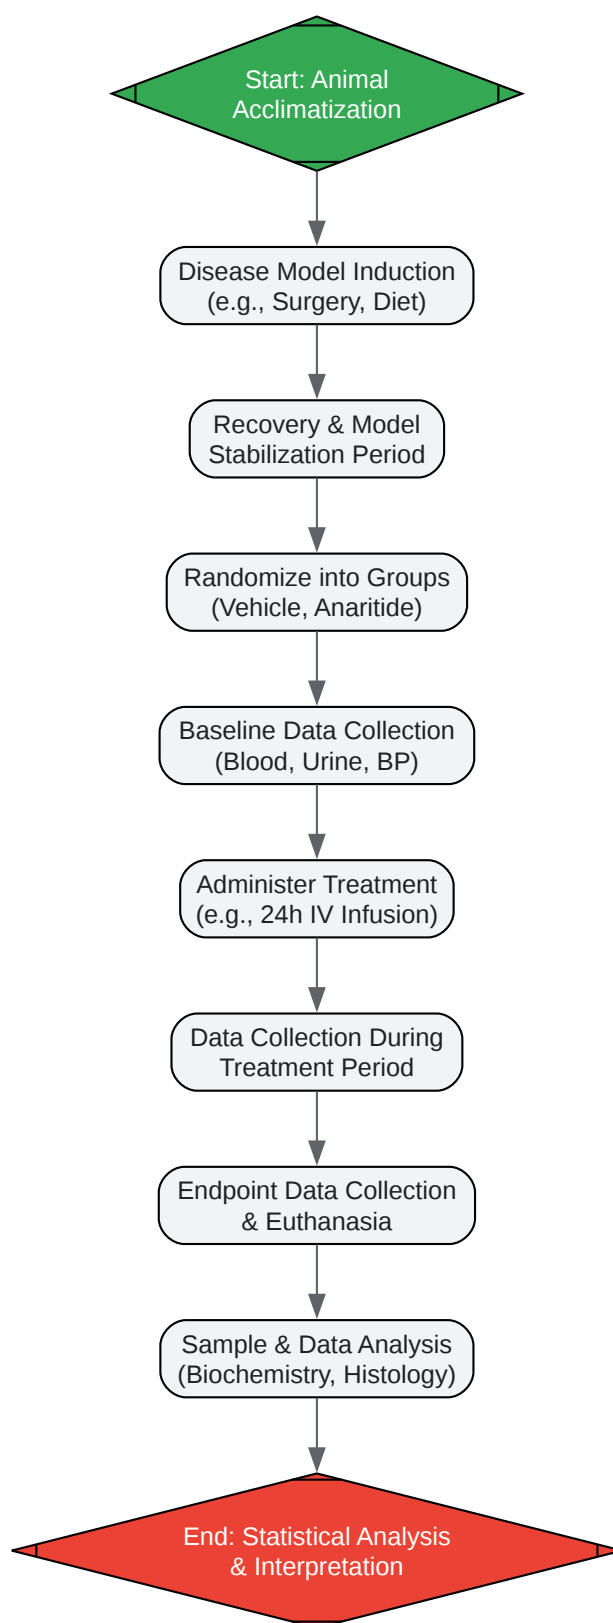 Start: Animal
Acclimatization
Disease Model Induction
(e.g., Surgery, Diet)
Recovery & Model
Stabilization Period
Randomize into Groups
(Vehicle, Anaritide)
Baseline Data Collection
(Blood, Urine, BP)
Administer Treatment
(e.g., 24h IV Infusion)
Data Collection During
Treatment Period
Endpoint Data Collection
& Euthanasia
Sample & Data Analysis
(Biochemistry, Histology)
End: Statistical Analysis
& Interpretation